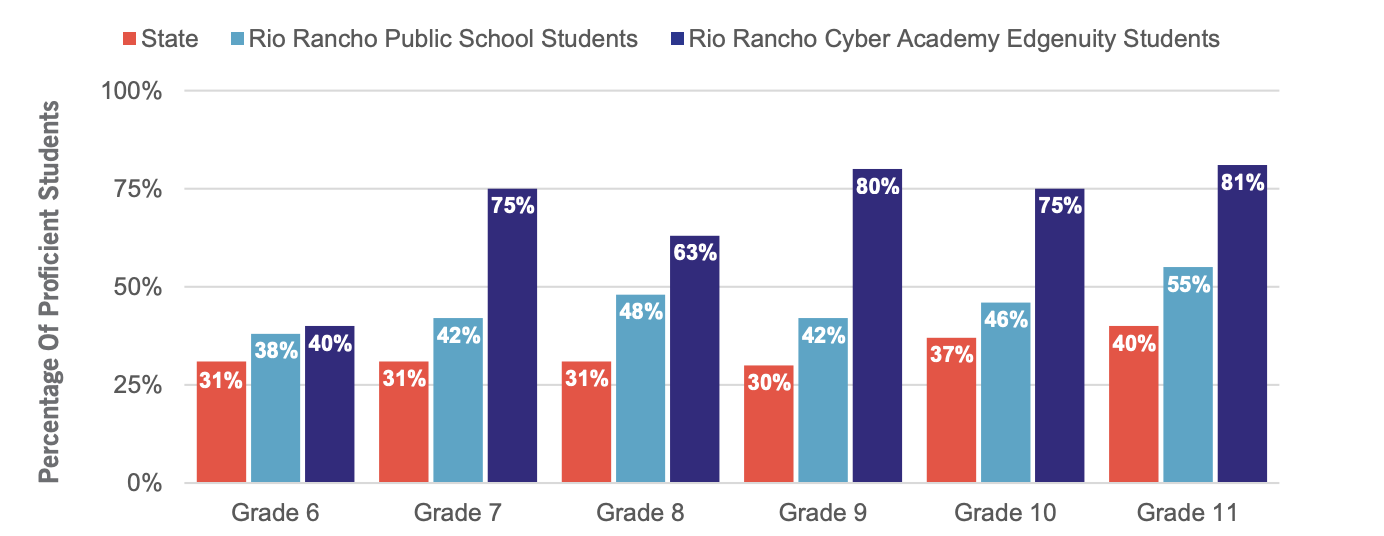 State Rio Rancho Public School Students Rio Rancho Cyber Academy Edgenuity Students
Percentage Of Proficient Students
100%
75%
50%
25%
0%
31% 38% 40%
31% 42% 75%
31% 48% 63%
30% 42% 80%
37% 46% 75%
40% 55% 81%
Grade 6 Grade 7 Grade 8 Grade 9 Grade 10 Grade 11